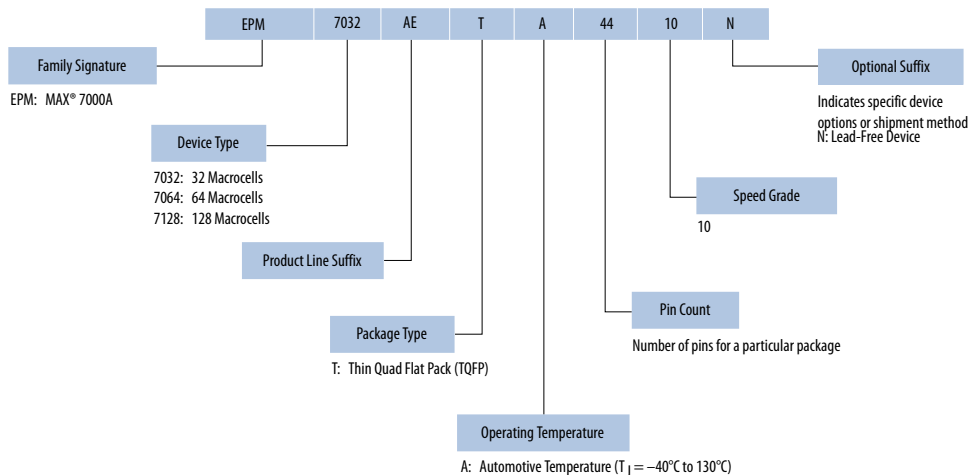 EPM 7032 AE T A 44 10 N
Family Signature
EPM: MAX® 7000A
Optional Suffix
Indicates specific device
options or shipment method
N: Lead-Free Device
Device Type
7032: 32 Macrocells
7064: 64 Macrocells
7128: 128 Macrocells
Speed Grade
10
Product Line Suffix
Pin Count
Number of pins for a particular package
Package Type
T: Thin Quad Flat Pack (TQFP)
Operating Temperature
A: Automotive Temperature (T J = –40°C to 130°C)